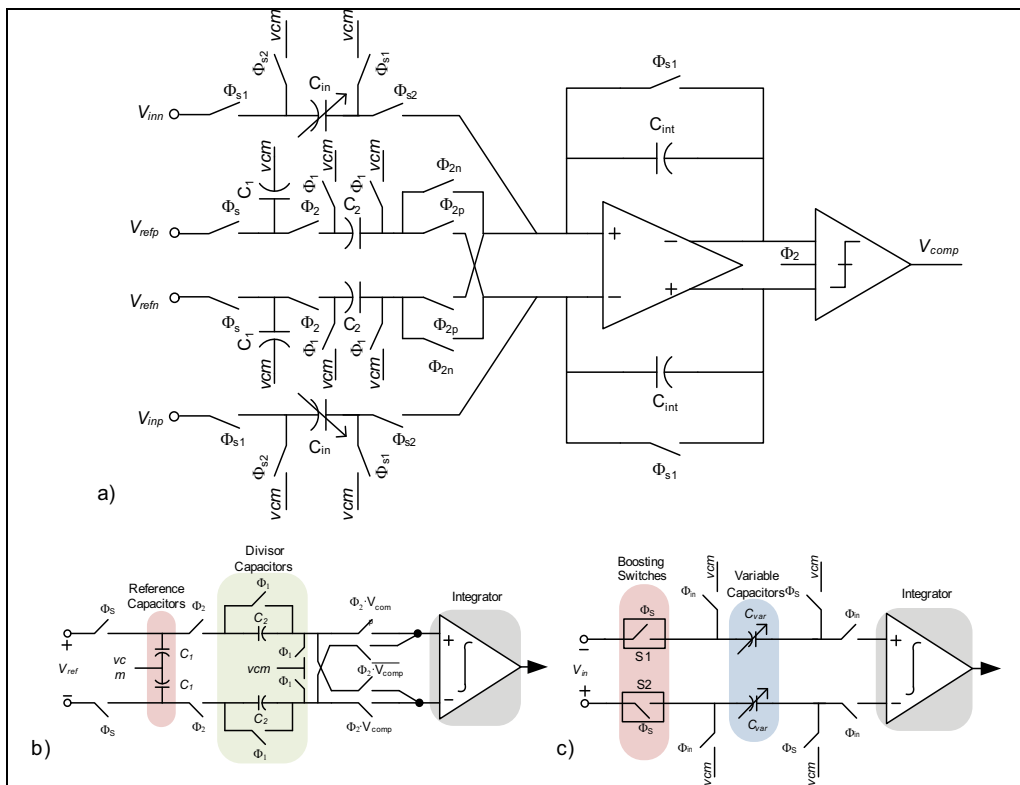 vcm
vcm
Φs2
Φs1
Cin
Φs1
Vinn
Φs2
Φs1
Cint
vcm
vcm
vcm
C1
Φ1
Φ1
Φ2n
Φs
Φ2
C2
Φ2p
Vrefp
+
−
Φ2
Vcomp
Vrefn
−
+
Φs
Φ2
C2
Φ2p
C1
Φ1
Φ1
Φ2n
vcm
vcm
vcm
Cint
Vinp
Φs1
Cin
Φs2
Φs2
Φs1
Φs1
vcm
vcm
a)
Divisor
Capacitors
Reference
Capacitors
Integrator
Φ1
ΦS
Φ2
C2
Φ2·Vcom
p
+
C1
Φ1
+
Vref
vc
m
vcm
Φ2·Vcomp
C1
Φ1
−
−
ΦS
Φ2
C2
Φ2·Vcomp
Φ1
b)
Boosting
Switches
Variable
Capacitors
Integrator
vcm
vcm
ΦS
Φin
ΦS
Cvar
Φin
−
S1
+
Vin
+
S2
−
ΦS
Cvar
Φin
Φin
ΦS
vcm
vcm
c)